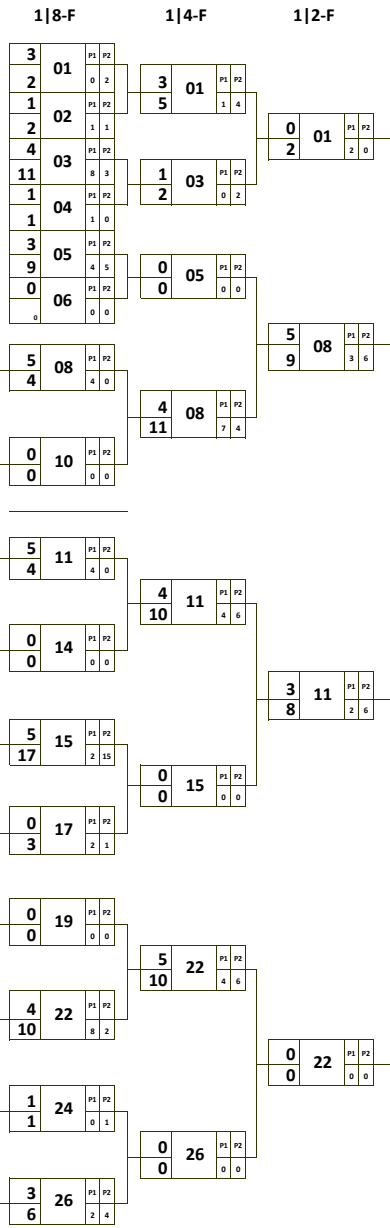 1|8-F 1|4-F 1|2-F
3 01 P1 P2
2 0 2
1 02 P1 P2
2 1 1
4 03 P1 P2
11 8 3
1 04 P1 P2
1 1 0
3 05 P1 P2
9 4 5
0 06 P1 P2
0 0 0
5 08 P1 P2
4 4 0
0 10 P1 P2
0 0 0
5 11 P1 P2
4 4 0
0 14 P1 P2
0 0 0
5 15 P1 P2
17 2 15
0 17 P1 P2
3 2 1
0 19 P1 P2
0 0 0
4 22 P1 P2
10 8 2
1 24 P1 P2
1 0 1
3 26 P1 P2
6 2 4
3 01 P1 P2
5 1 4
1 03 P1 P2
2 0 2
0 05 P1 P2
0 0 0
4 08 P1 P2
11 7 4
4 11 P1 P2
10 4 6
0 15 P1 P2
0 0 0
5 22 P1 P2
10 4 6
0 26 P1 P2
0 0 0
0 01 P1 P2
2 2 0
5 08 P1 P2
9 3 6
3 11 P1 P2
8 2 6
0 22 P1 P2
0 0 0